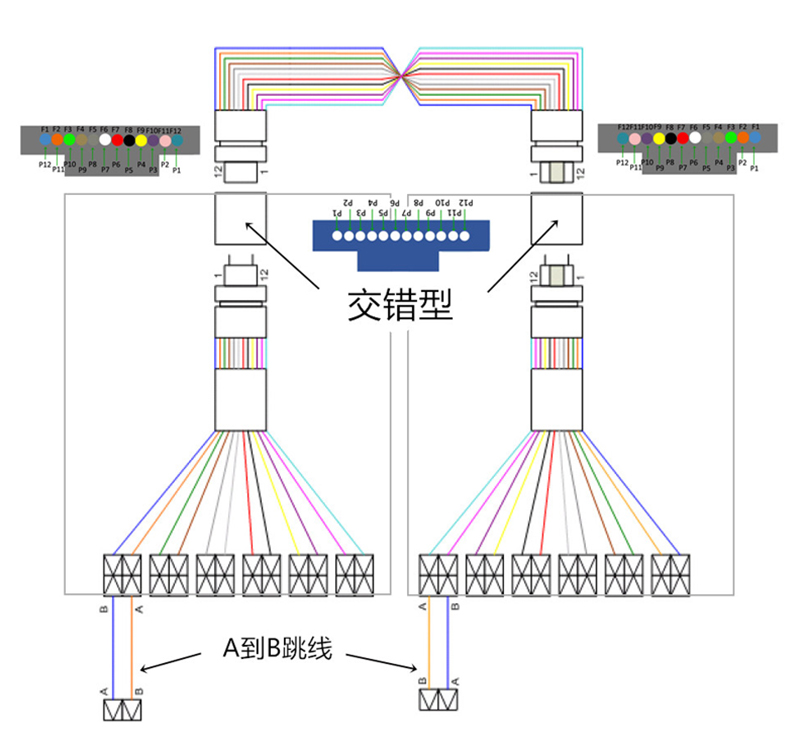 F1 F2 F3 F4 F5 F6 F7 F8 F9 F10 F11 F12
P12 P11 P10 P9 P8 P7 P6 P5 P4 P3 P2 P1
F12 F11 F10 F9 F8 F7 F6 F5 F4 F3 F2 F1
P12 P11 P10 P9 P8 P7 P6 P5 P4 P3 P2 P1
12 1
1 12
P1 P2 P3 P4 P5 P6 P7 P8 P9 P10 P11 P12
1 12
12 1
交错型
B A
A B
A到B跳线
A B
B A